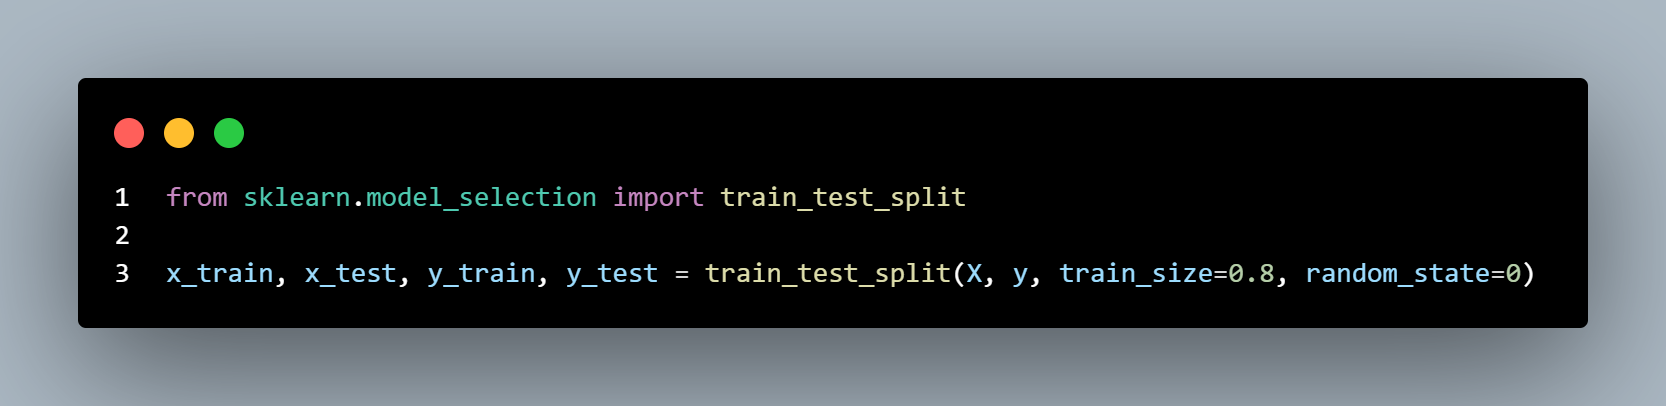 1 from sklearn.model_selection import train_test_split
2
3 x_train, x_test, y_train, y_test = train_test_split(X, y, train_size=0.8, random_state=0)